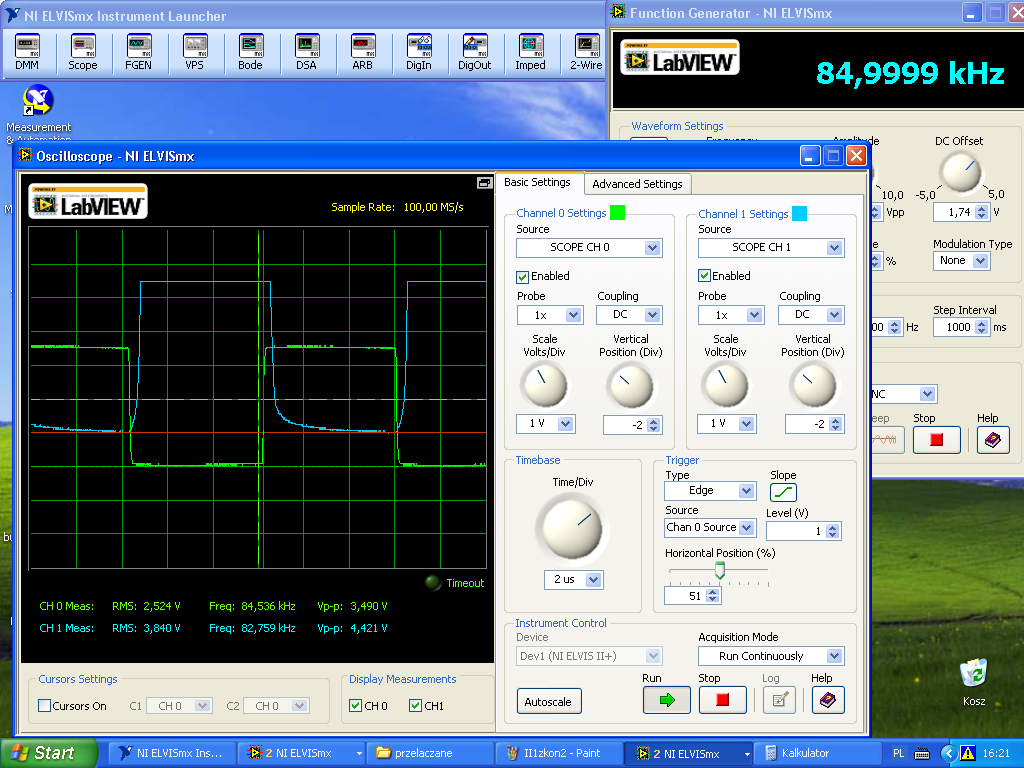 NI ELVISmx Instrument Launcher
DMM Scope FGEN VPS Bode DSA ARB DigIn DigOut Imped 2-Wire
Measurement
& Automation
Function Generator - NI ELVISmx
POWERED BY
LabVIEW
84,9999 kHz
Waveform Settings
Frequency Amplitude DC Offset
10,0 -5,0 5,0
Vpp 1,74 V
Modulation Type
% None
Step Interval
00 Hz 1000 ms
NC
eep Stop Help
Oscilloscope - NI ELVISmx
POWERED BY
LabVIEW
Sample Rate: 100,00 MS/s
Timeout
CH 0 Meas: RMS: 2,524 V Freq: 84,536 kHz Vp-p: 3,490 V
CH 1 Meas: RMS: 3,840 V Freq: 82,759 kHz Vp-p: 4,421 V
Cursors Settings
Cursors On C1 CH 0 C2 CH 0
Display Measurements
CH 0 CH1
Basic Settings Advanced Settings
Channel 0 Settings
Source
SCOPE CH 0
Enabled
Probe Coupling
1x DC
Scale Vertical
Volts/Div Position (Div)
1 V -2
Channel 1 Settings
Source
SCOPE CH 1
Enabled
Probe Coupling
1x DC
Scale Vertical
Volts/Div Position (Div)
1 V -2
Timebase
Time/Div
2 us
Trigger
Type Slope
Edge
Source Level (V)
Chan 0 Source 1
Horizontal Position (%)
51
Instrument Control
Device Acquisition Mode
Dev1 (NI ELVIS II+) Run Continuously
Run Stop Log Help
Autoscale
Kosz
Start NI ELVISmx Ins... 2 NI ELVISmx przelaczane II1zkon2 - Paint 2 NI ELVISmx Kalkulator PL 16:21